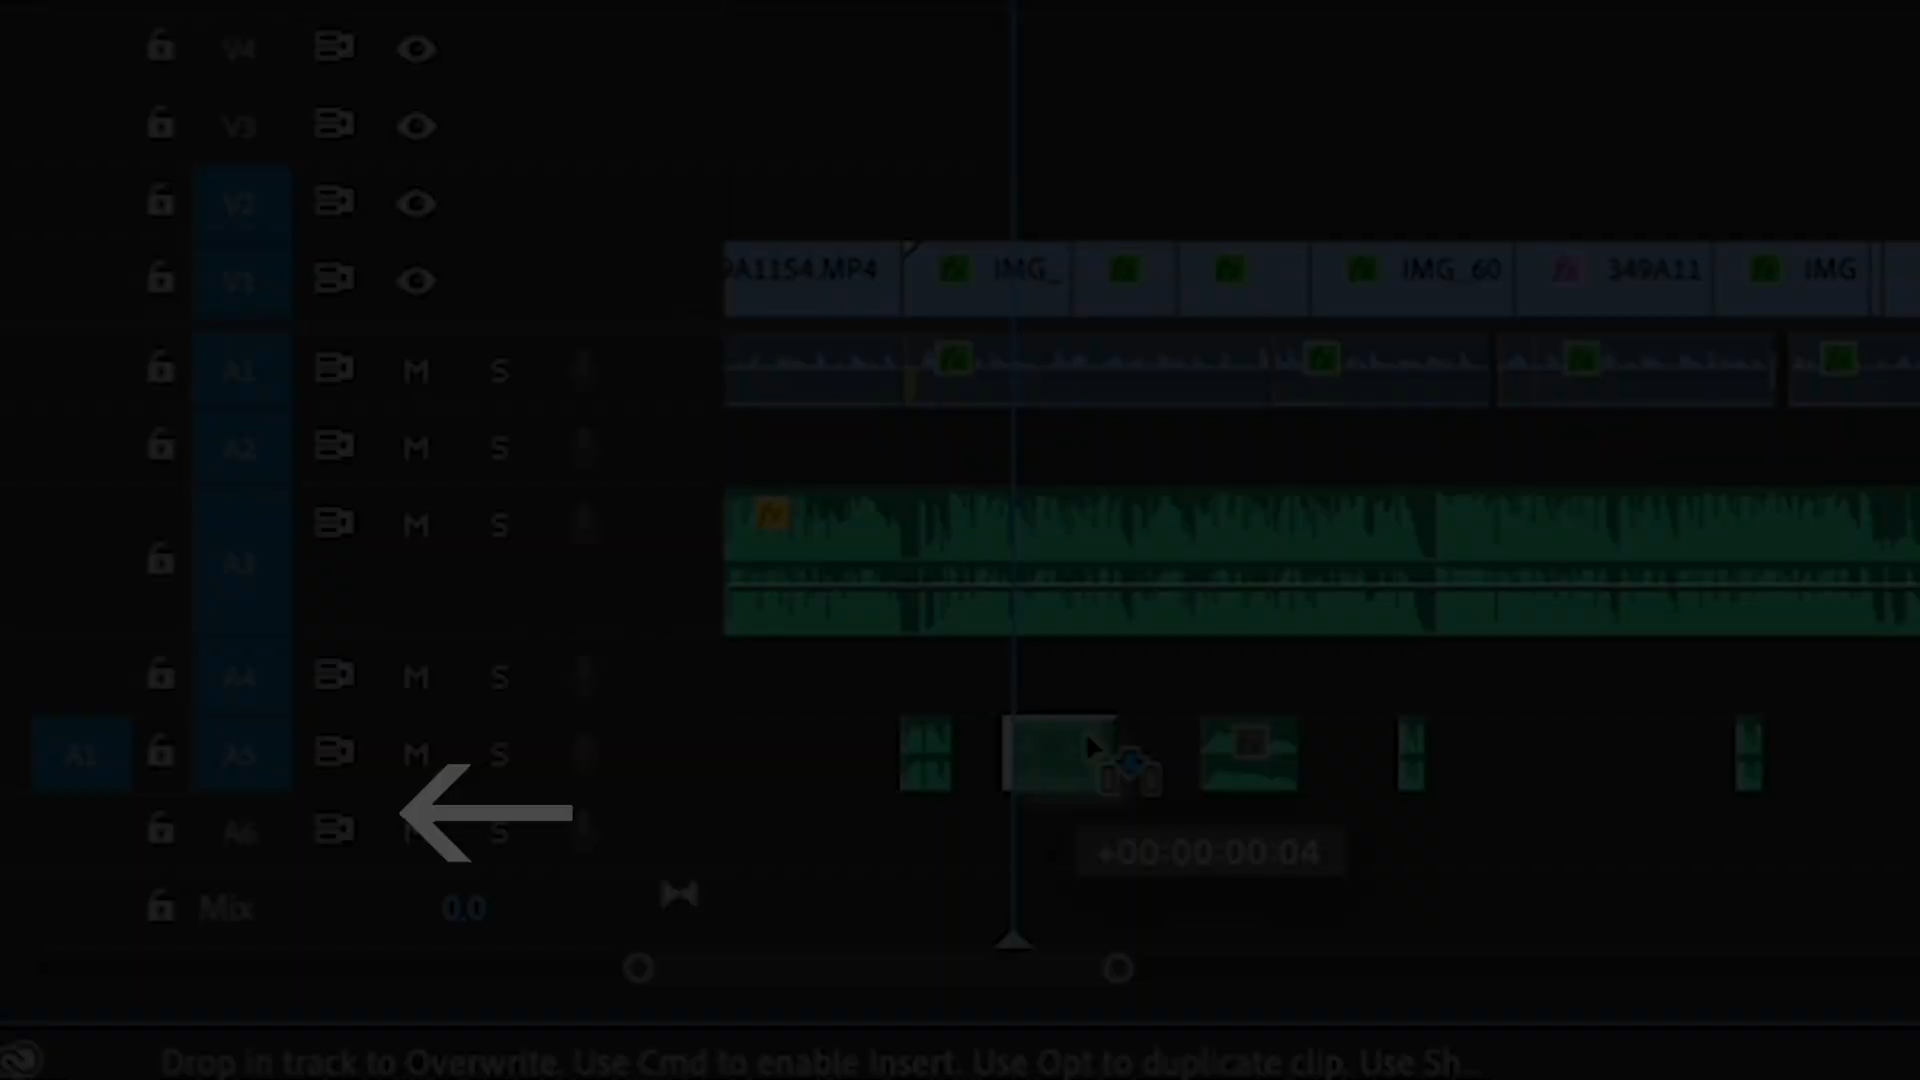 V4
V3
V2
V1 9A11S4.MP4 IMG_ IMG_60 349A11 IMG
A1 M S
A2 M S
A3 M S
A4 M S
A1 A5 M S
A6 S
+00:00:00:04
Mix 0.0
Drop in track to Overwrite. Use Cmd to enable Insert. Use Opt to duplicate clip. Use Sh...